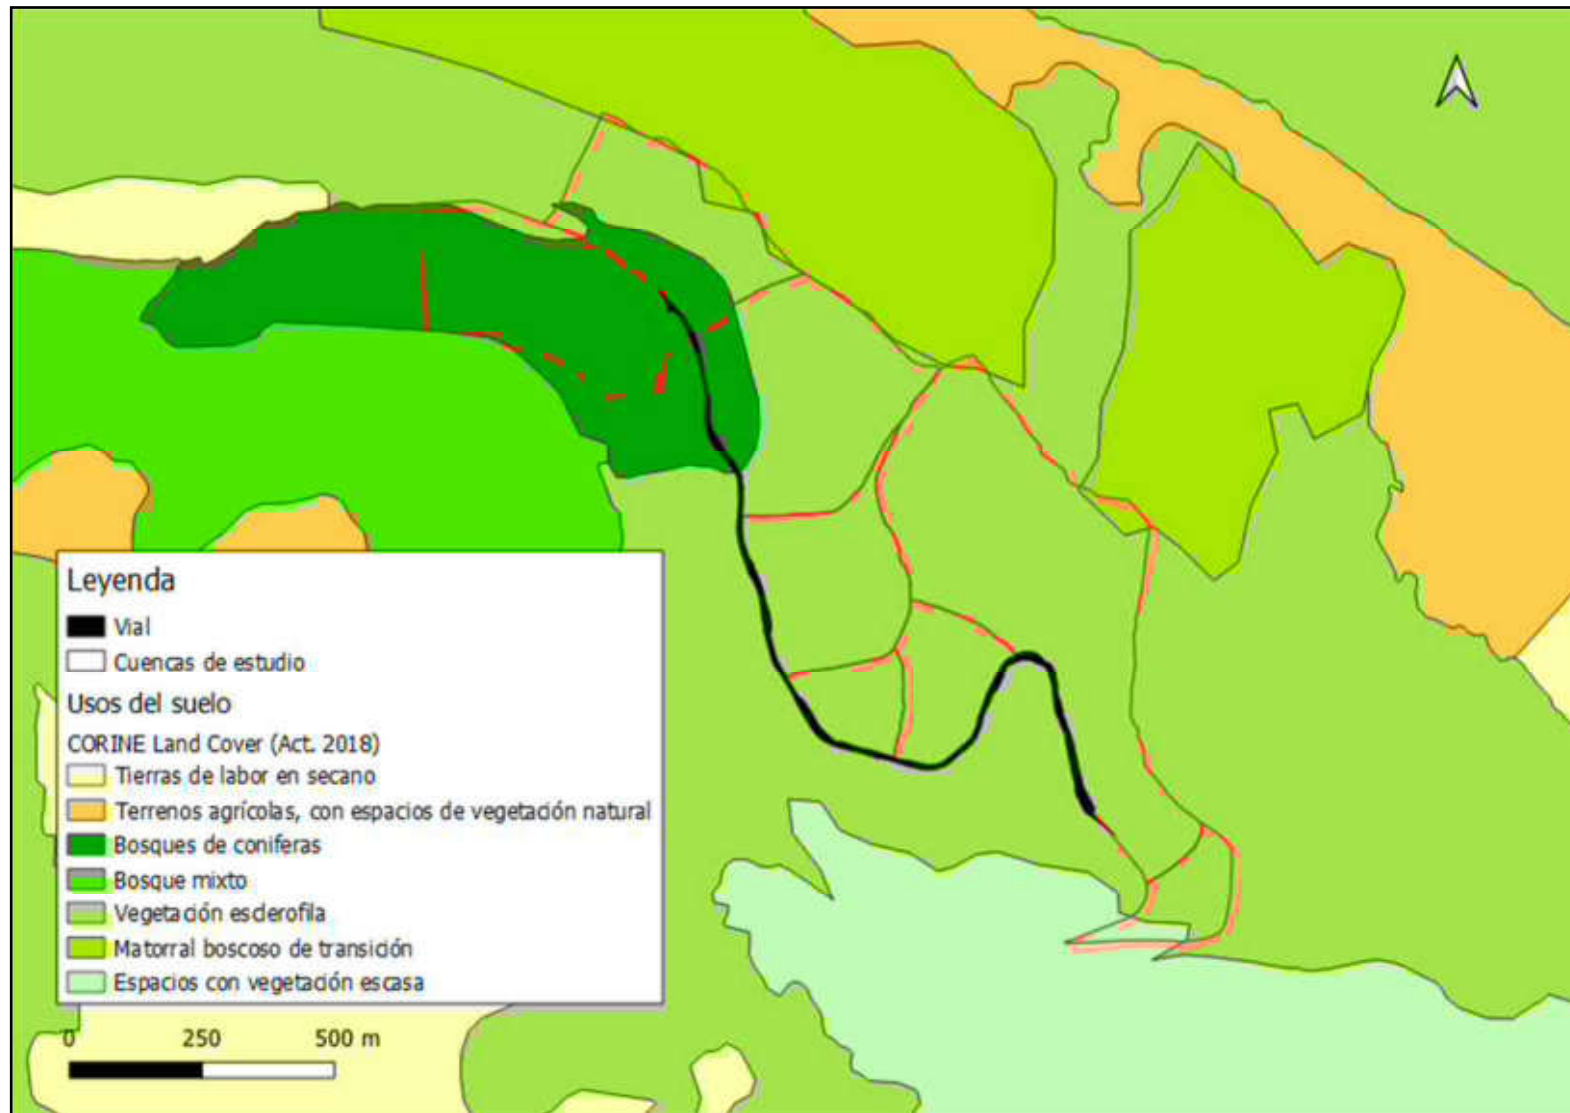 Leyenda
Vial
Cuencas de estudio
Usos del suelo
CORINE Land Cover (Act. 2018)
Tierras de labor en secano
Terrenos agrícolas, con espacios de vegetación natural
Bosques de coniferas
Bosque mixto
Vegetación esclerofila
Matorral boscoso de transición
Espacios con vegetación escasa
0 250 500 m